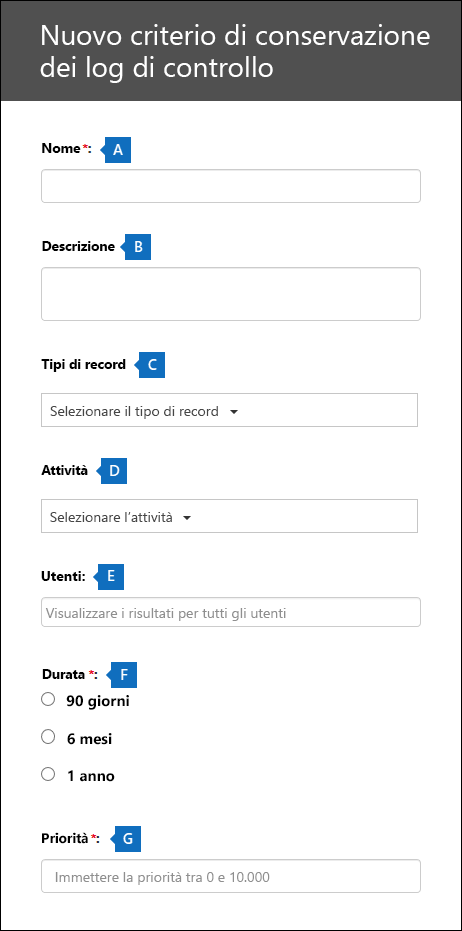 Nuovo criterio di conservazione
dei log di controllo
Nome*: A
Descrizione B
Tipi di record C
Selezionare il tipo di record
Attività D
Selezionare l'attività
Utenti: E
Visualizzare i risultati per tutti gli utenti
Durata *: F
90 giorni
6 mesi
1 anno
Priorità*: G
Immettere la priorità tra 0 e 10.000